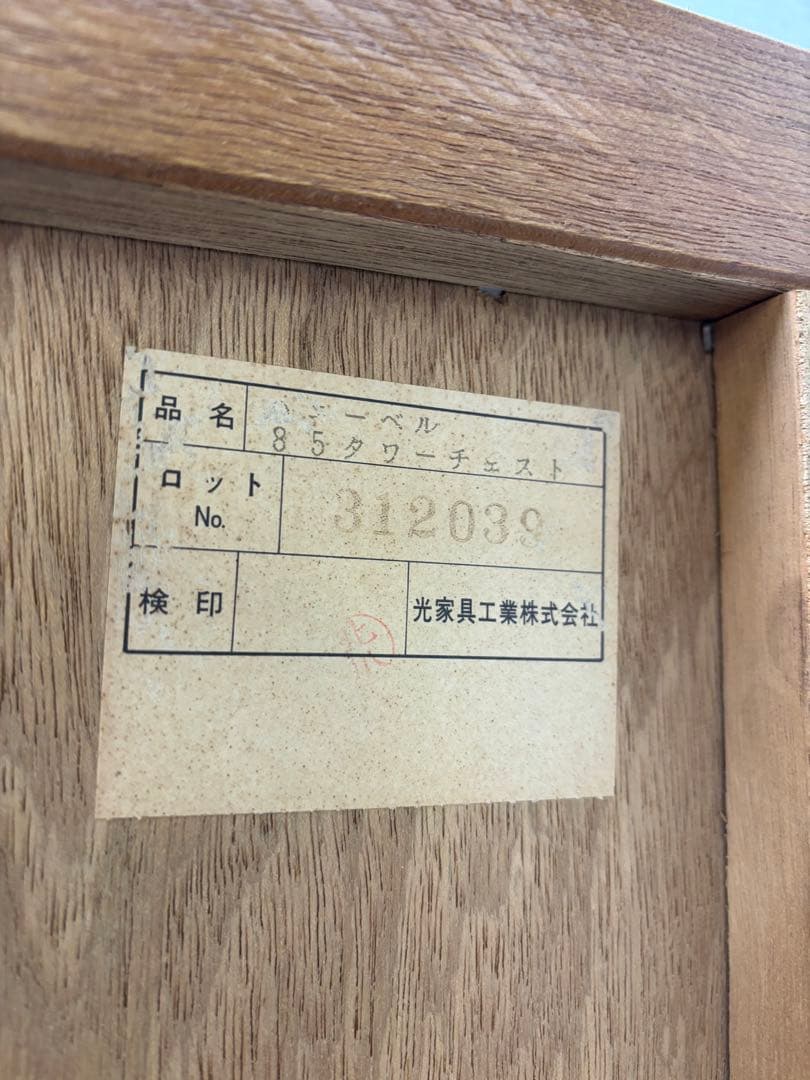 品名 ーベル
85タワーチェスト
ロット No. 312039
検印 光家具工業株式会社